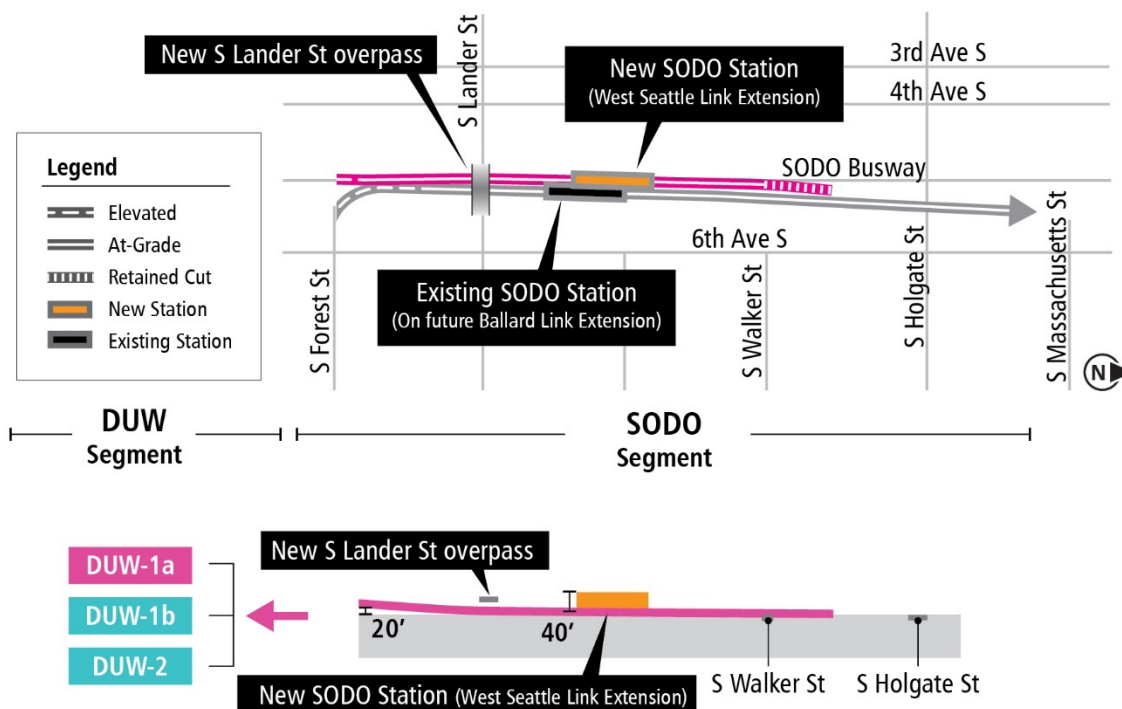 New S Lander St overpass
S Lander St
New SODO Station
(West Seattle Link Extension)
3rd Ave S
4th Ave S
Legend
Elevated
At-Grade
Retained Cut
New Station
Existing Station
SODO Busway
6th Ave S
S Forest St
Existing SODO Station
(On future Ballard Link Extension)
S Walker St
S Holgate St
S Massachusetts St
N
DUW
Segment
SODO
Segment
DUW-1a
DUW-1b
DUW-2
New S Lander St overpass
20’
40’
New SODO Station (West Seattle Link Extension)
S Walker St
S Holgate St